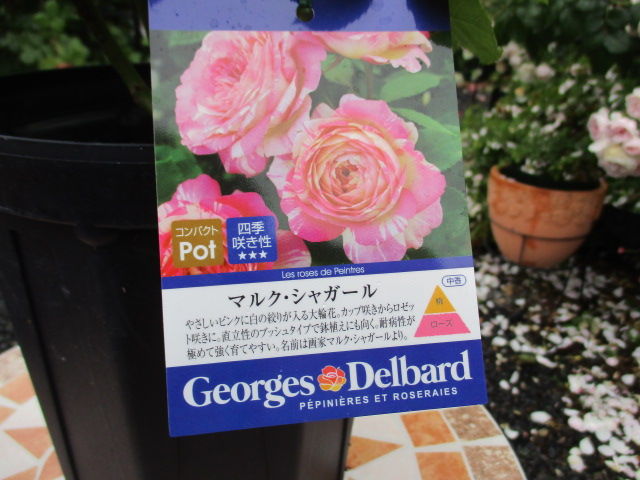 コンパクト
Pot
四季
咲き性
★★★
Les roses de Peintres
マルク・シャガール
中香
桃
ローズ
やさしいピンクに白の絞りが入る大輪花。カップ咲きからロゼッ
ト咲きに。直立性のブッシュタイプで鉢植えにも向く。耐病性が
極めて強く育てやすい。名前は画家マルク・シャガールより。
Georges Delbard
PÉPINIÈRES ET ROSERAIES